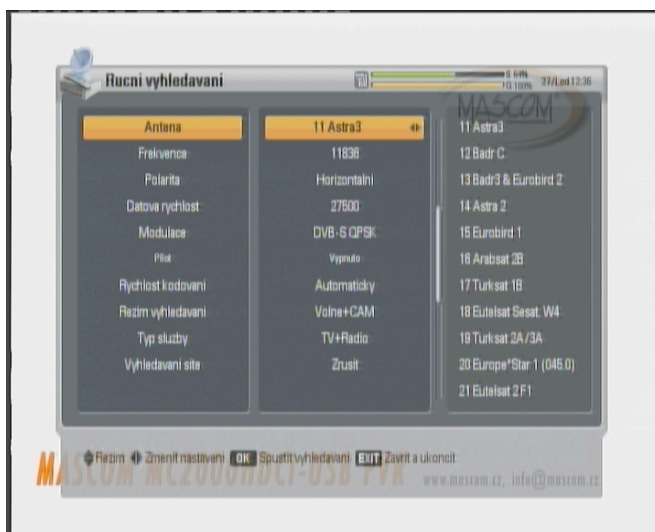 Rucni vyhledavani
S 64%
Q 100%
27/Led 12:36
MASCOM
Antena
11 Astra3
Frekvence
11836
Polarita
Horizontalni
Datova rychlost
27500
Modulace
DVB-S QPSK
Pilot
Vypnuto
Rychlost kodovani
Automaticky
Rezim vyhledavani
Volne+CAM
Typ sluzby
TV+Radio
Vyhledavani site
Zrusit
11 Astra3
12 Badr C
13 Badr3 & Eurobird 2
14 Astra 2
15 Eurobird 1
16 Arabsat 2B
17 Turksat 1B
18 Eutelsat Sesat, W4
19 Turksat 2A/3A
20 Europe*Star 1 (045.0)
21 Eutelsat 2 F1
Rezim Zmenit nastaveni OK Spustit vyhledavani EXIT Zavrit a ukoncit
MASCOM MC2000HDCI-USB PVR
www.mascom.cz, info@mascom.cz